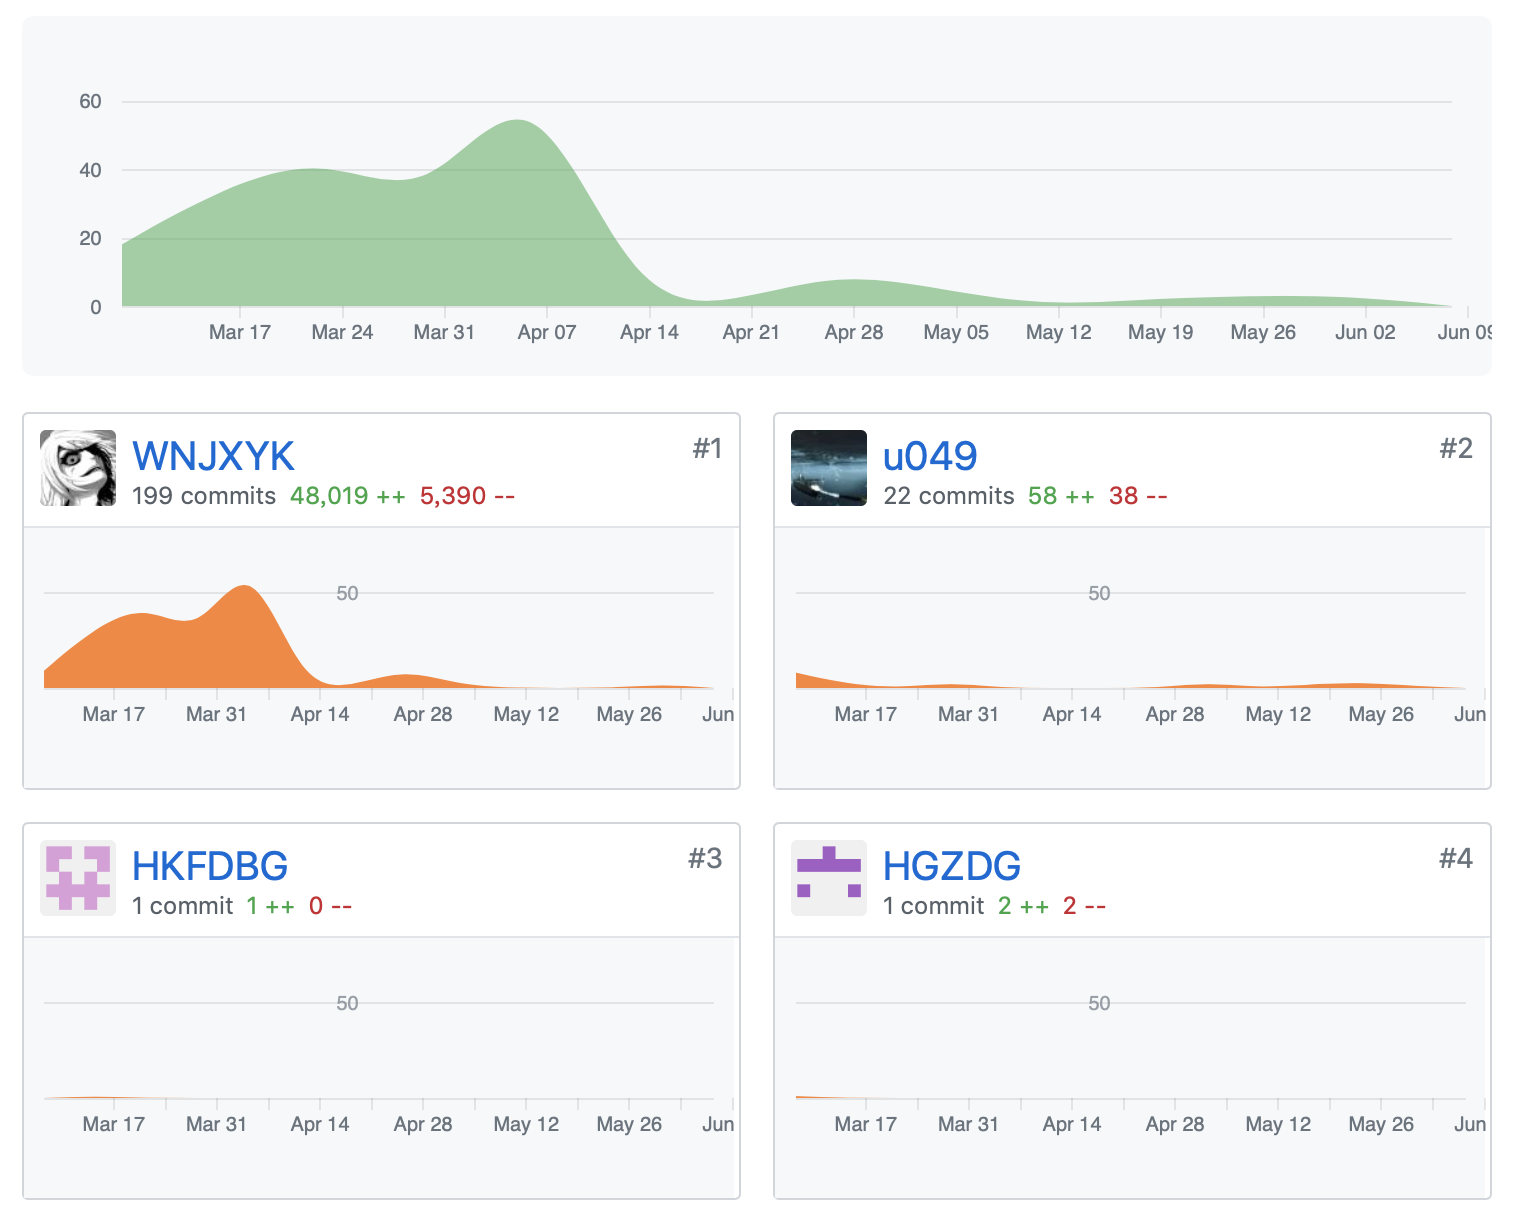 60
40
20
0
Mar 17 Mar 24 Mar 31 Apr 07 Apr 14 Apr 21 Apr 28 May 05 May 12 May 19 May 26 Jun 02 Jun 09
WNJXYK #1
199 commits 48,019 ++ 5,390 --
50
Mar 17 Mar 31 Apr 14 Apr 28 May 12 May 26 Jun
u049 #2
22 commits 58 ++ 38 --
50
Mar 17 Mar 31 Apr 14 Apr 28 May 12 May 26 Jun
HKFDBG #3
1 commit 1 ++ 0 --
50
Mar 17 Mar 31 Apr 14 Apr 28 May 12 May 26 Jun
HGZDG #4
1 commit 2 ++ 2 --
50
Mar 17 Mar 31 Apr 14 Apr 28 May 12 May 26 Jun